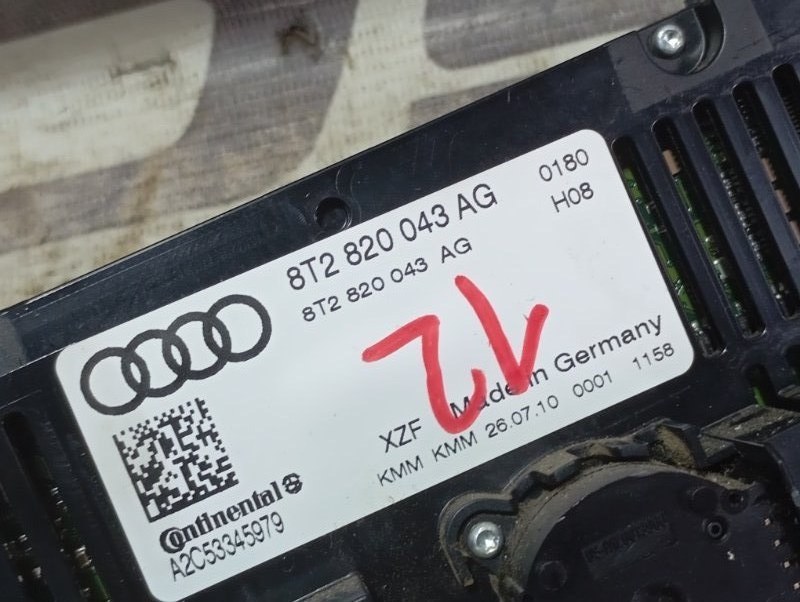 8T2 820 043 AG 0180
8T2 820 043 AG H08
XZF Made in Germany
KMM KMM 26.07.10 0001 1158
Continental
A2C53345979